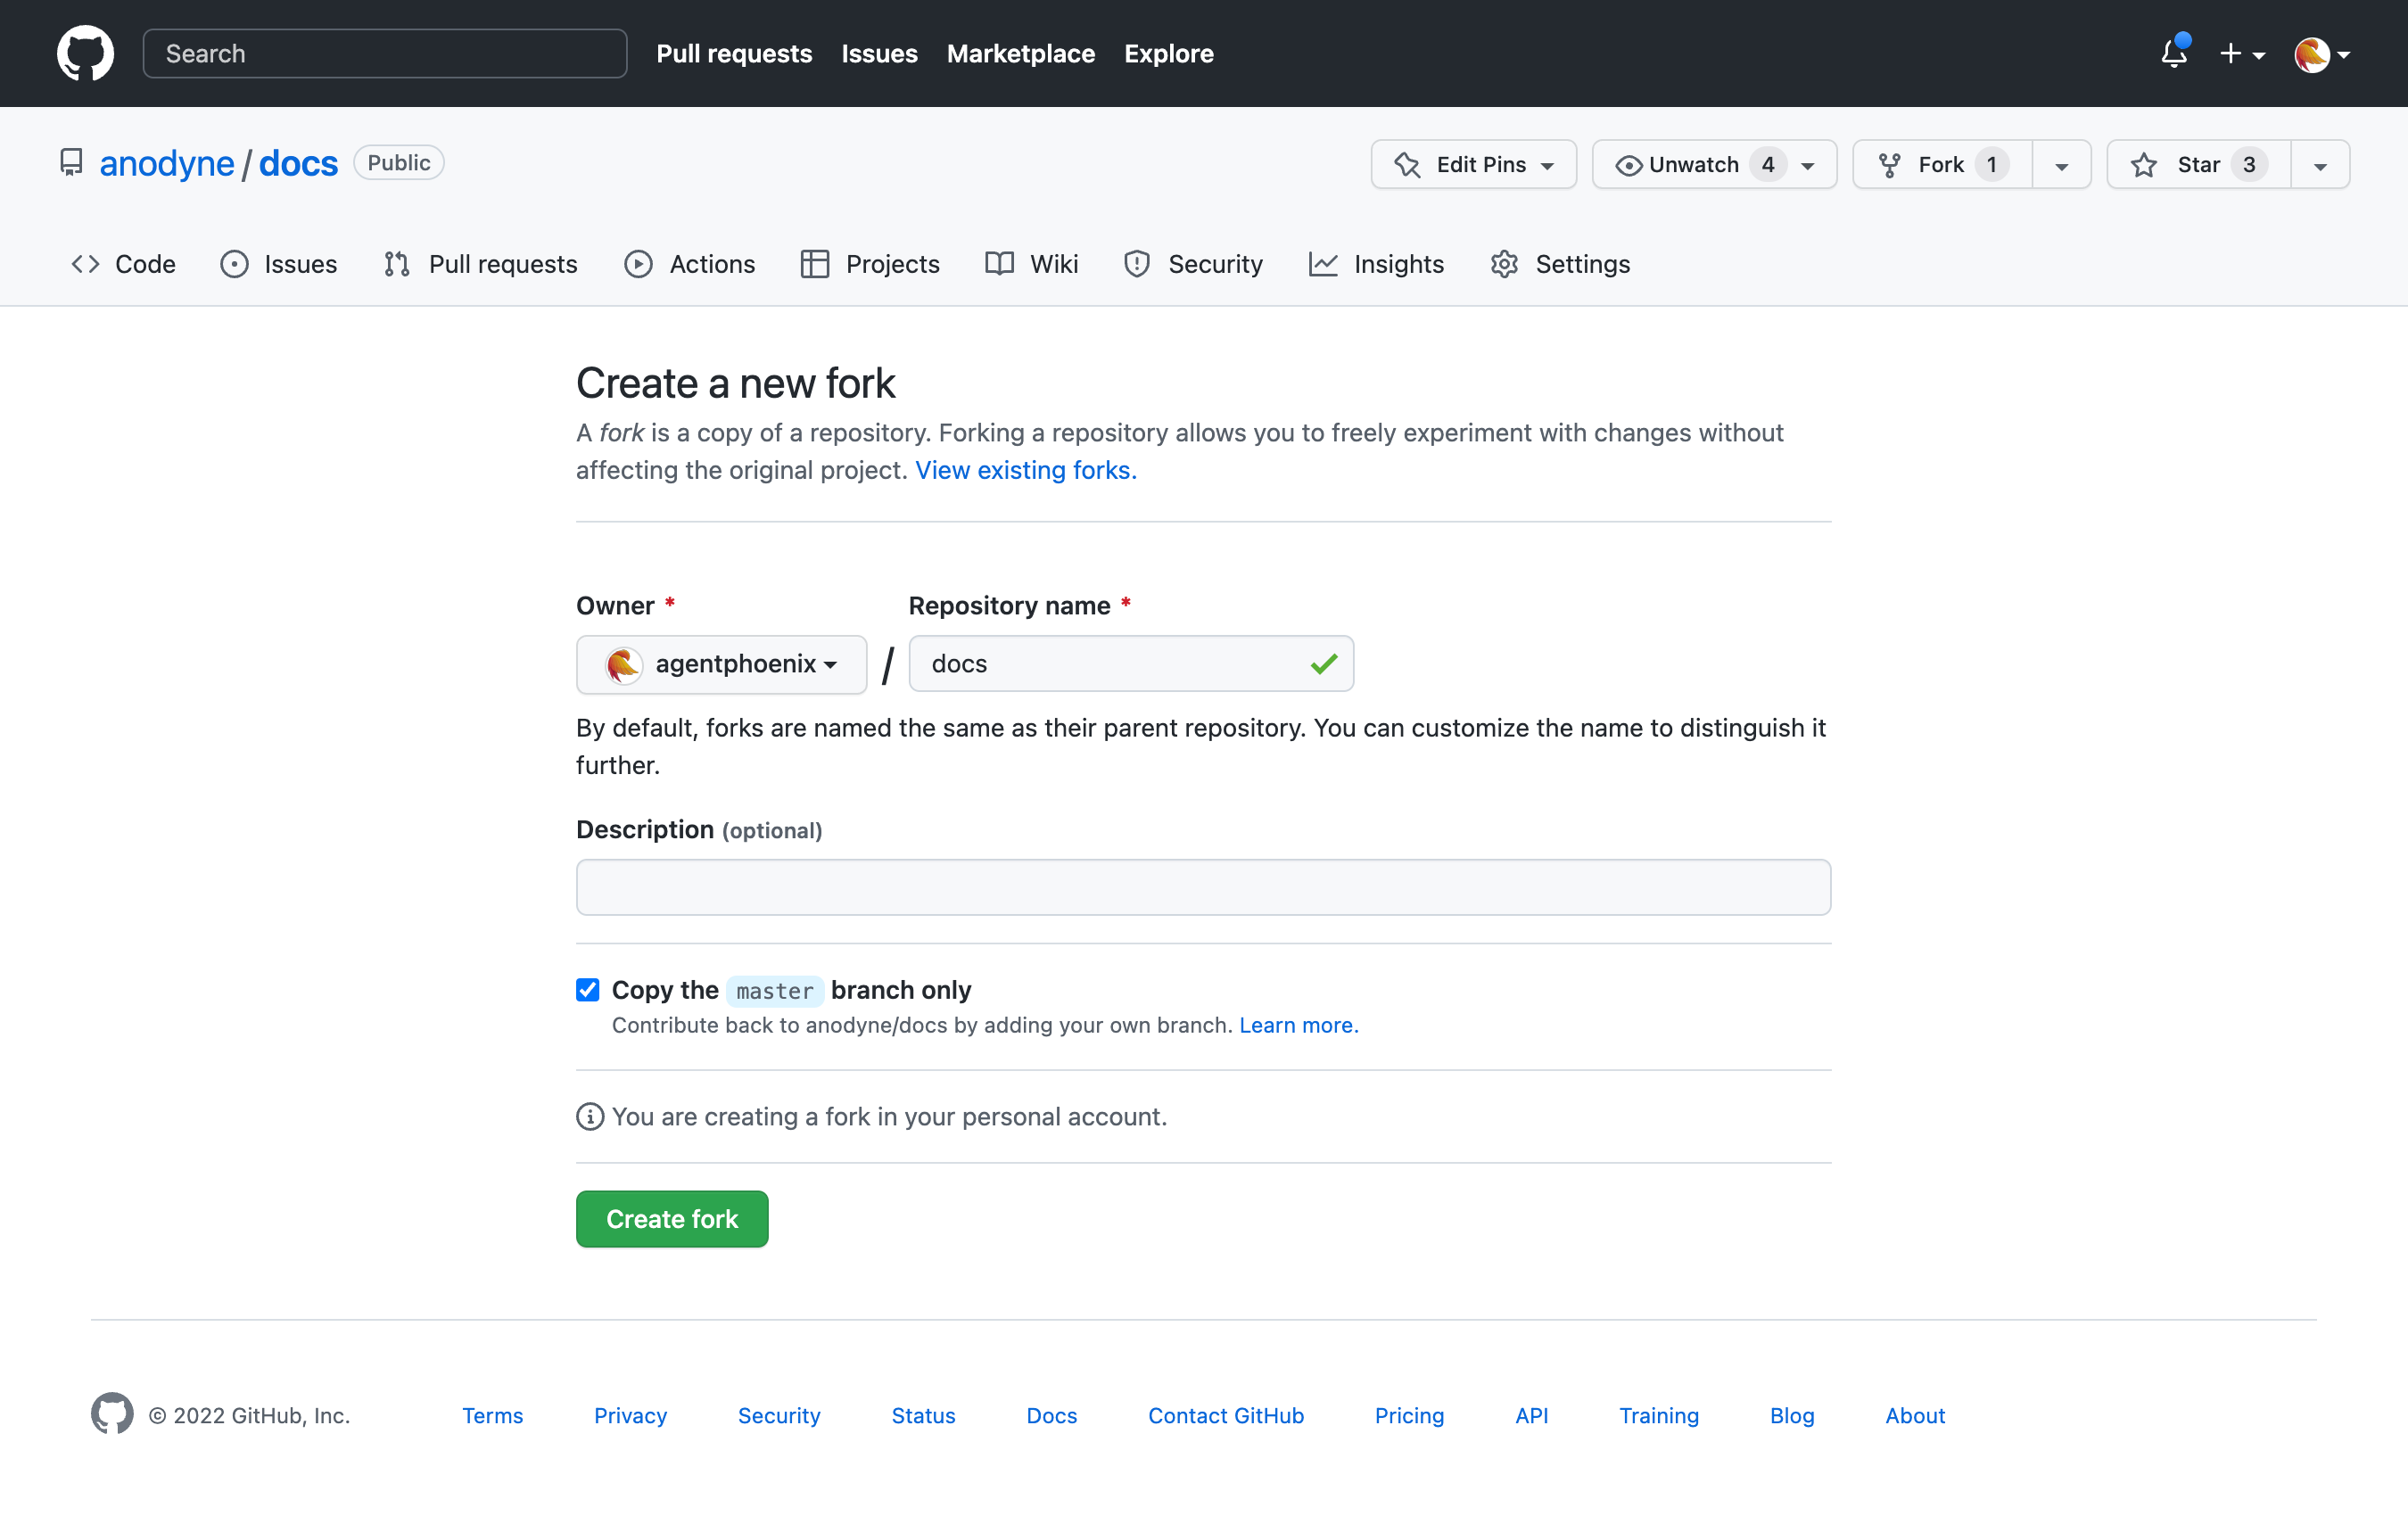 Search Pull requests Issues Marketplace Explore
anodyne / docs Public Edit Pins Unwatch 4 Fork 1 Star 3
Code Issues Pull requests Actions Projects Wiki Security Insights Settings
Create a new fork
A fork is a copy of a repository. Forking a repository allows you to freely experiment with changes without
affecting the original project. View existing forks.
Owner * Repository name *
agentphoenix / docs
By default, forks are named the same as their parent repository. You can customize the name to distinguish it
further.
Description (optional)
Copy the master branch only
Contribute back to anodyne/docs by adding your own branch. Learn more.
You are creating a fork in your personal account.
Create fork
© 2022 GitHub, Inc. Terms Privacy Security Status Docs Contact GitHub Pricing API Training Blog About